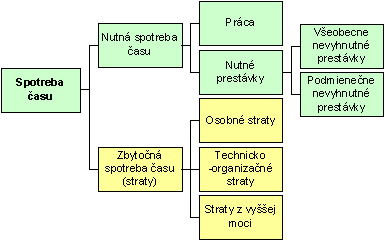 Spotreba
času
Nutná spotreba
času
Práca
Nutné
prestávky
Všeobecne
nevyhnutné
prestávky
Podmienečne
nevyhnutné
prestávky
Zbytočná
spotreba času
(straty)
Osobné straty
Technicko
-organizačné
straty
Straty z vyššej
moci